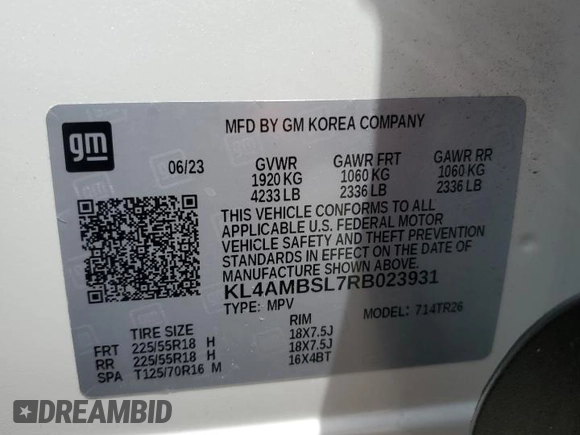 gm
MFD BY GM KOREA COMPANY
06/23 GVWR GAWR FRT GAWR RR
1920 KG 1060 KG 1060 KG
4233 LB 2336 LB 2336 LB
THIS VEHICLE CONFORMS TO ALL
APPLICABLE U.S. FEDERAL MOTOR
VEHICLE SAFETY AND THEFT PREVENTION
STANDARDS IN EFFECT ON THE DATE OF
MANUFACTURE SHOWN ABOVE.
KL4AMBSL7RB023931
TYPE: MPV MODEL: 714TR26
TIRE SIZE RIM
FRT 225/55R18 H 18X7.5J
RR 225/55R18 H 18X7.5J
SPA T125/70R16 M 16X4BT
DREAMBID